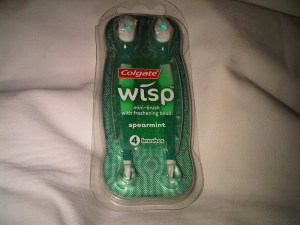 Colgate
wisp
mini-brush
with freshening bead
spearmint
4 brushes